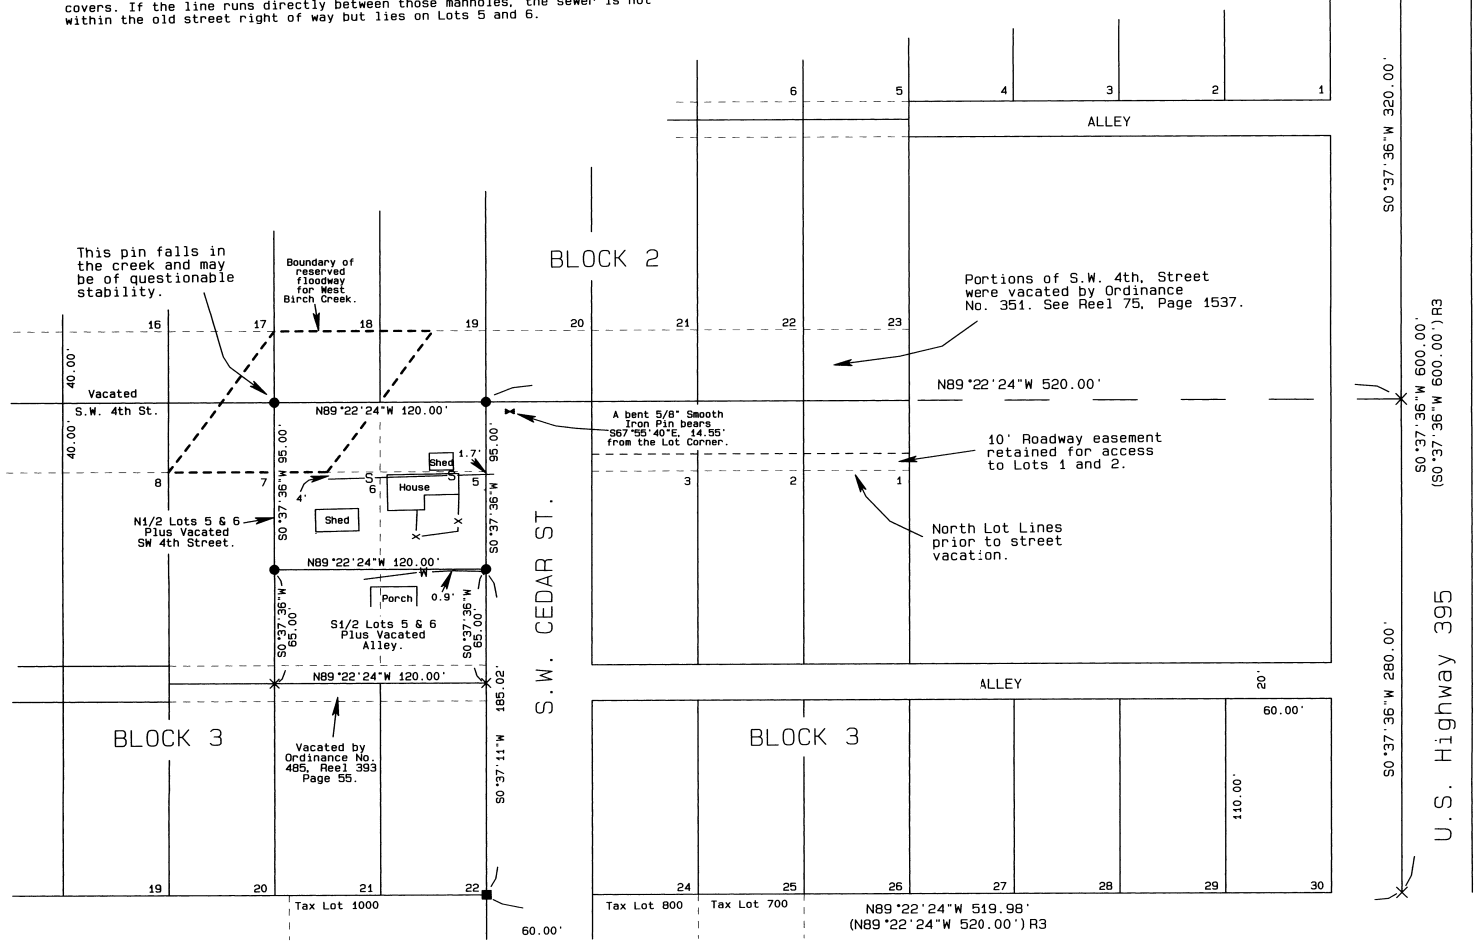 covers. If the line runs directly between those manholes, the sewer is not
within the old street right of way but lies on Lots 5 and 6.
6
5
4
3
2
1
ALLEY
S0°37'36"W 320.00'
This pin falls in
the creek and may
be of questionable
stability.
Boundary of
reserved
floodway
for West
Birch Creek.
BLOCK 2
Portions of S.W. 4th, Street
were vacated by Ordinance
No. 351. See Reel 75, Page 1537.
16
17
18
19
20
21
22
23
40.00'
40.00'
Vacated
S.W. 4th St.
N89°22'24"W 120.00'
N89°22'24"W 520.00'
A bent 5/8" Smooth
Iron Pin bears
S67°55'40"E, 14.55'
from the Lot Corner.
10' Roadway easement
retained for access
to Lots 1 and 2.
S0°37'36"W 600.00'
(S0°37'36"W 600.00')R3
S0°37'36"W 95.00'
S0°37'36"W 95.00'
8
7
6
5
3
2
1
4'
1.7'
S
S
Shed
House
Shed
X
X
N1/2 Lots 5 & 6
Plus Vacated
SW 4th Street.
North Lot Lines
prior to street
vacation.
N89°22'24"W 120.00'
W
0.9'
Porch
S0°37'36"W
65.00'
S0°37'36"W
65.00'
S1/2 Lots 5 & 6
Plus Vacated
Alley.
N89°22'24"W 120.00'
S.W. CEDAR ST.
S0°37'11"W 185.02'
ALLEY
20'
60.00'
S0°37'36"W 280.00'
U.S. Highway 395
BLOCK 3
Vacated by
Ordinance No.
485, Reel 393
Page 55.
BLOCK 3
110.00'
19
20
21
22
24
25
26
27
28
29
30
Tax Lot 1000
Tax Lot 800
Tax Lot 700
N89°22'24"W 519.98'
(N89°22'24"W 520.00')R3
60.00'